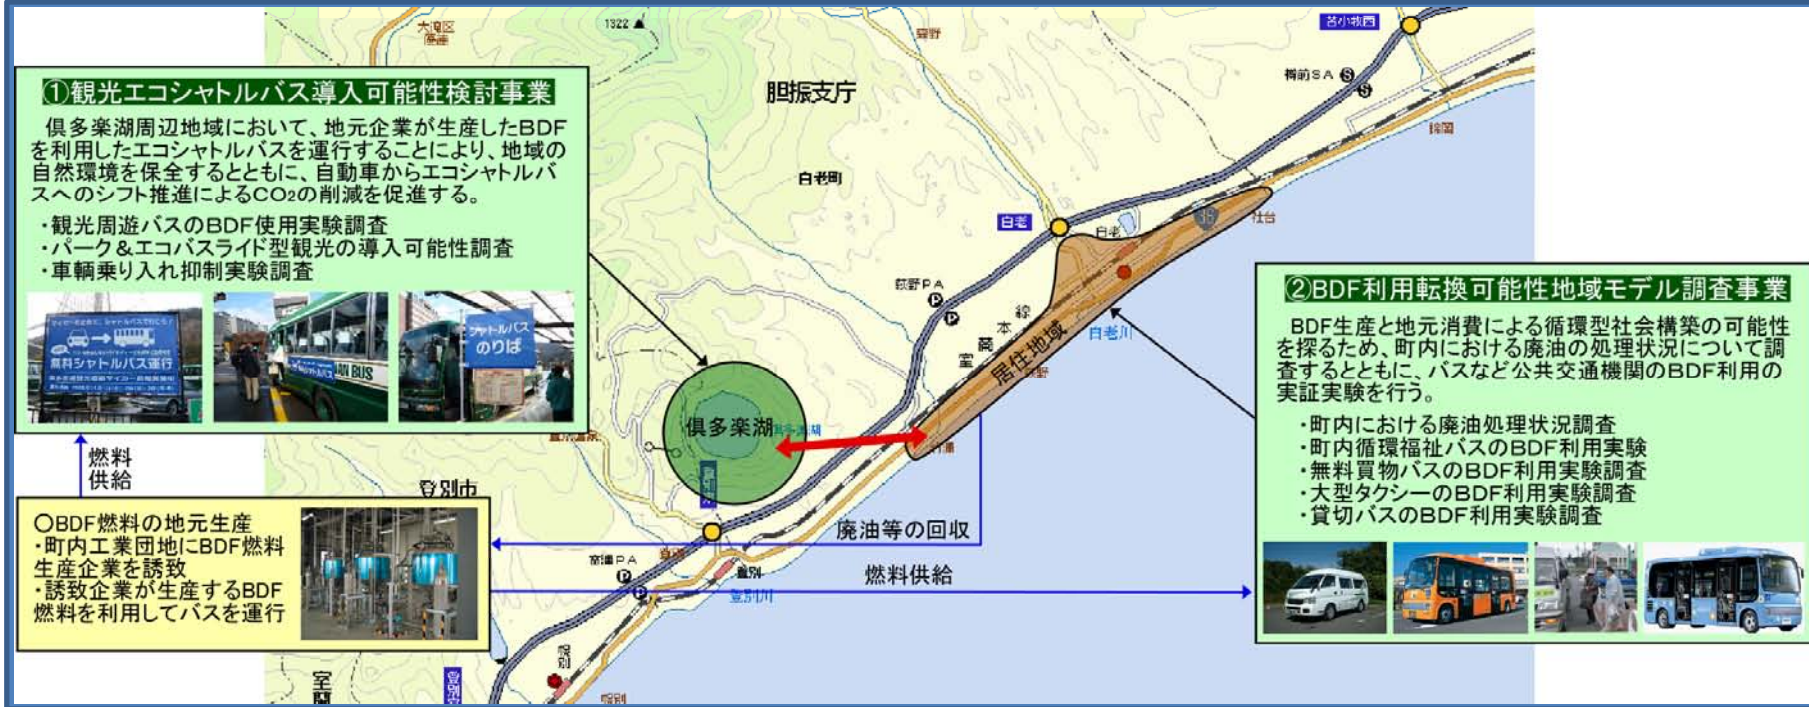 ①観光エコシャトルバス導入可能性検討事業
倶多楽湖周辺地域において、地元企業が生産したBDF
を利用したエコシャトルバスを運行することにより、地域の
自然環境を保全するとともに、自動車からエコシャトルバ
スへのシフト推進によるCO2の削減を促進する。
・観光周遊バスのBDF使用実験調査
・パーク&エコバスライド型観光の導入可能性調査
・車輌乗り入れ抑制実験調査
無料シャトルバス運行
シャトルバス
のりば
燃料
供給
〇BDF燃料の地元生産
・町内工業団地にBDF燃料
生産企業を誘致
・誘致企業が生産するBDF
燃料を利用してバスを運行
大滝区
1322
胆振支庁
白老町
苫小牧西
樽前SA
錦岡
白老
白老
36
社台
萩野PA
室蘭本線
居住地域
白老川
倶多楽湖
登別市
富浦PA
登別
登別川
幌別
幌別
廃油等の回収
燃料供給
②BDF利用転換可能性地域モデル調査事業
BDF生産と地元消費による循環型社会構築の可能性
を探るため、町内における廃油の処理状況について調
査するとともに、バスなど公共交通機関のBDF利用の
実証実験を行う。
・町内における廃油処理状況調査
・町内循環福祉バスのBDF利用実験
・無料買物バスのBDF利用実験調査
・大型タクシーのBDF利用実験調査
・貸切バスのBDF利用実験調査